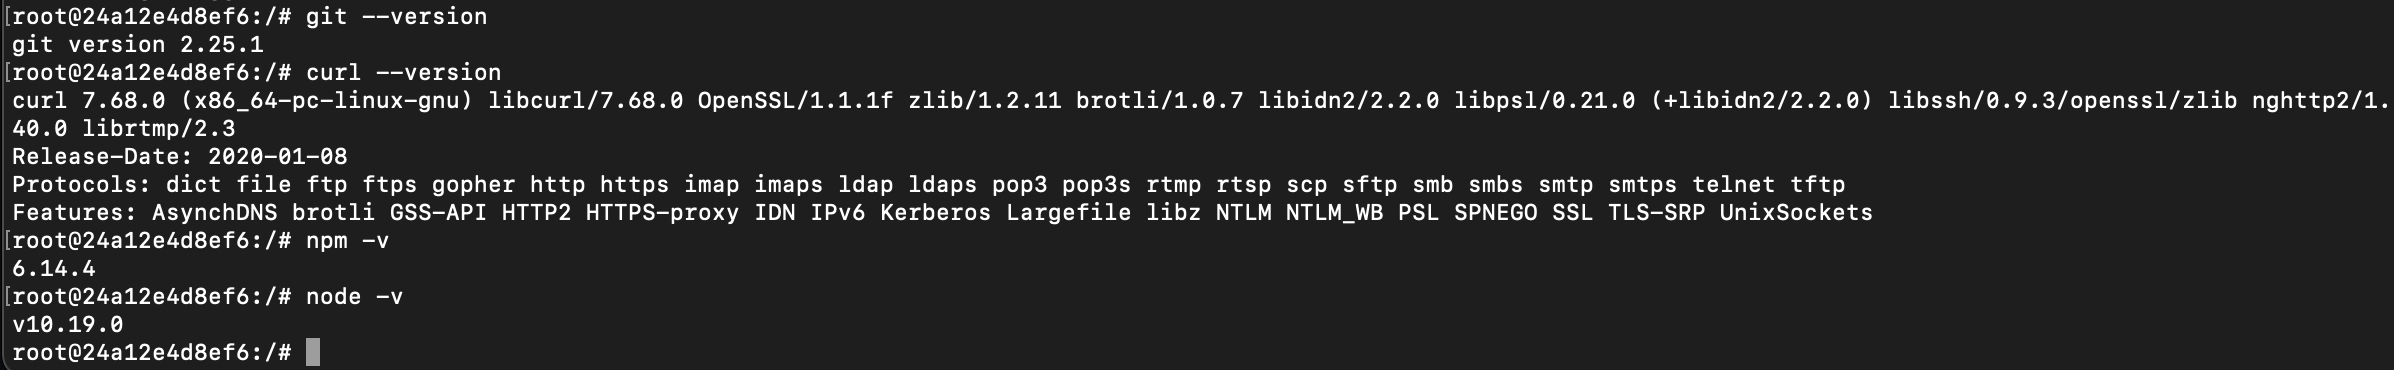 [root@24a12e4d8ef6:/# git --version
git version 2.25.1
[root@24a12e4d8ef6:/# curl --version
curl 7.68.0 (x86_64-pc-linux-gnu) libcurl/7.68.0 OpenSSL/1.1.1f zlib/1.2.11 brotli/1.0.7 libidn2/2.2.0 libpsl/0.21.0 (+libidn2/2.2.0) libssh/0.9.3/openssl/zlib nghttp2/1.
40.0 librtmp/2.3
Release-Date: 2020-01-08
Protocols: dict file ftp ftps gopher http https imap imaps ldap ldaps pop3 pop3s rtmp rtsp scp sftp smb smbs smtp smtps telnet tftp
Features: AsynchDNS brotli GSS-API HTTP2 HTTPS-proxy IDN IPv6 Kerberos Largefile libz NTLM NTLM_WB PSL SPNEGO SSL TLS-SRP UnixSockets
[root@24a12e4d8ef6:/# npm -v
6.14.4
[root@24a12e4d8ef6:/# node -v
v10.19.0
root@24a12e4d8ef6:/#